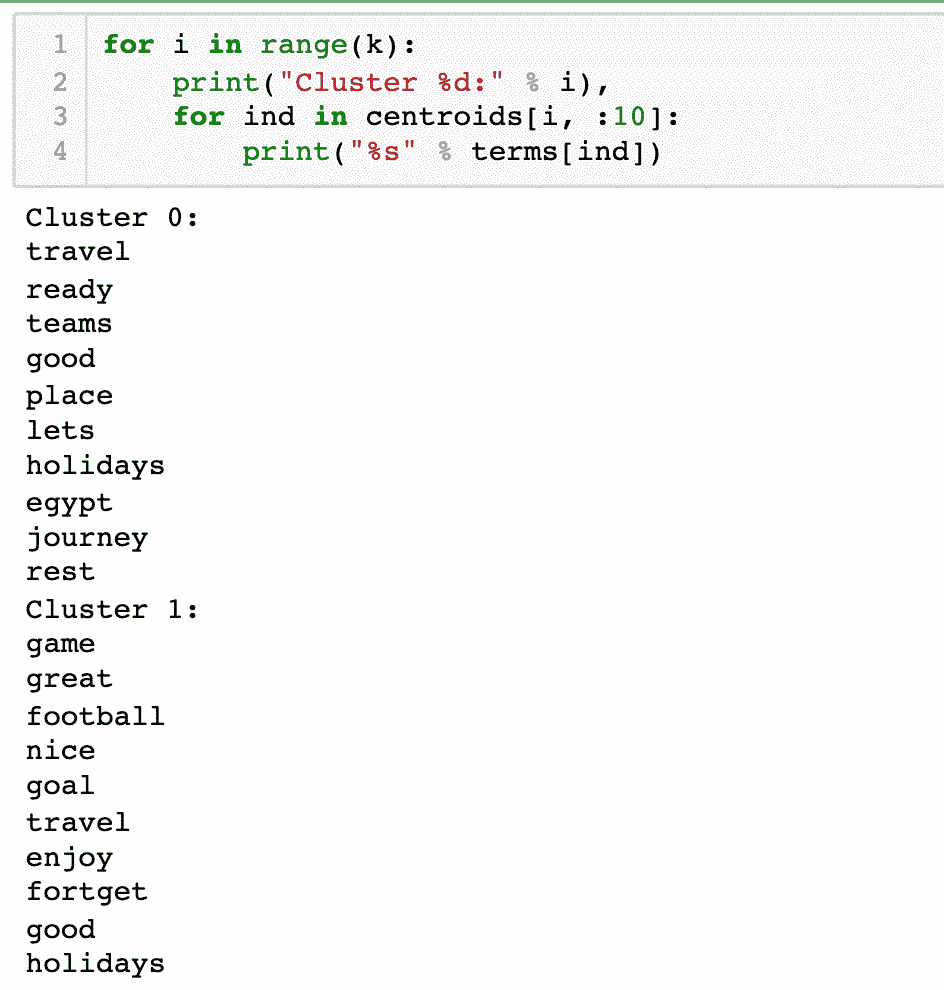 1 for i in range(k):
2     print("Cluster %d:" % i),
3     for ind in centroids[i, :10]:
4         print("%s" % terms[ind])
Cluster 0:
travel
ready
teams
good
place
lets
holidays
egypt
journey
rest
Cluster 1:
game
great
football
nice
goal
travel
enjoy
fortget
good
holidays